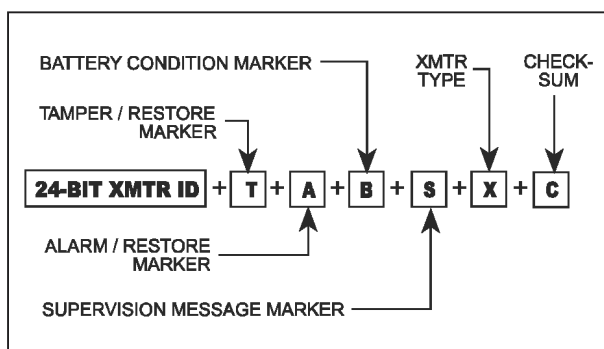 BATTERY CONDITION MARKER
XMTR
TYPE
CHECK-
SUM
TAMPER / RESTORE
MARKER
24-BIT XMTR ID + T + A + B + S + X + C
ALARM / RESTORE
MARKER
SUPERVISION MESSAGE MARKER